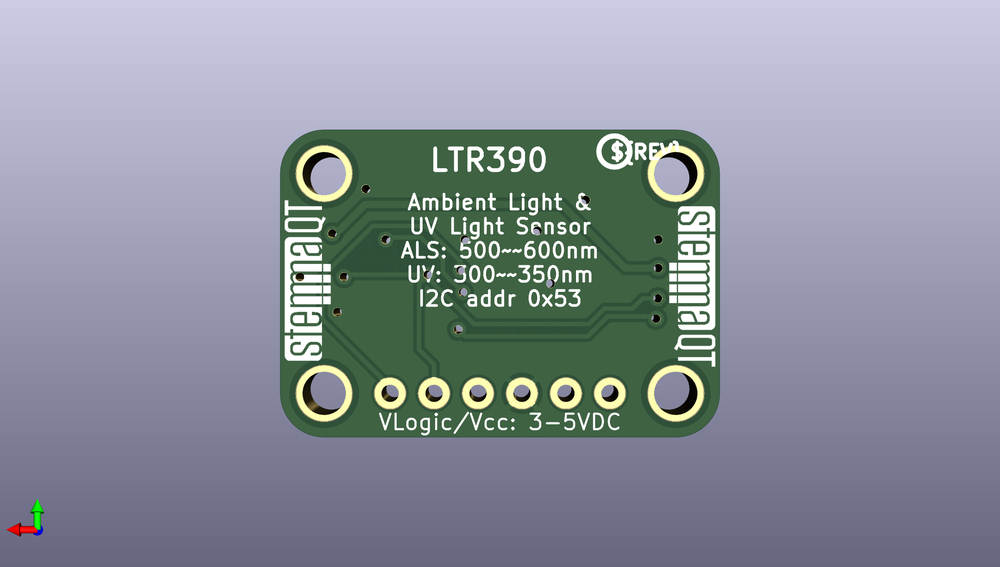 LTR390
${REV}
Ambient Light &
UV Light Sensor
ALS: 500~~600nm
UV: 300~~350nm
I2C addr 0x53
stemmaQT
stemmaQT
VLogic/Vcc: 3-5VDC